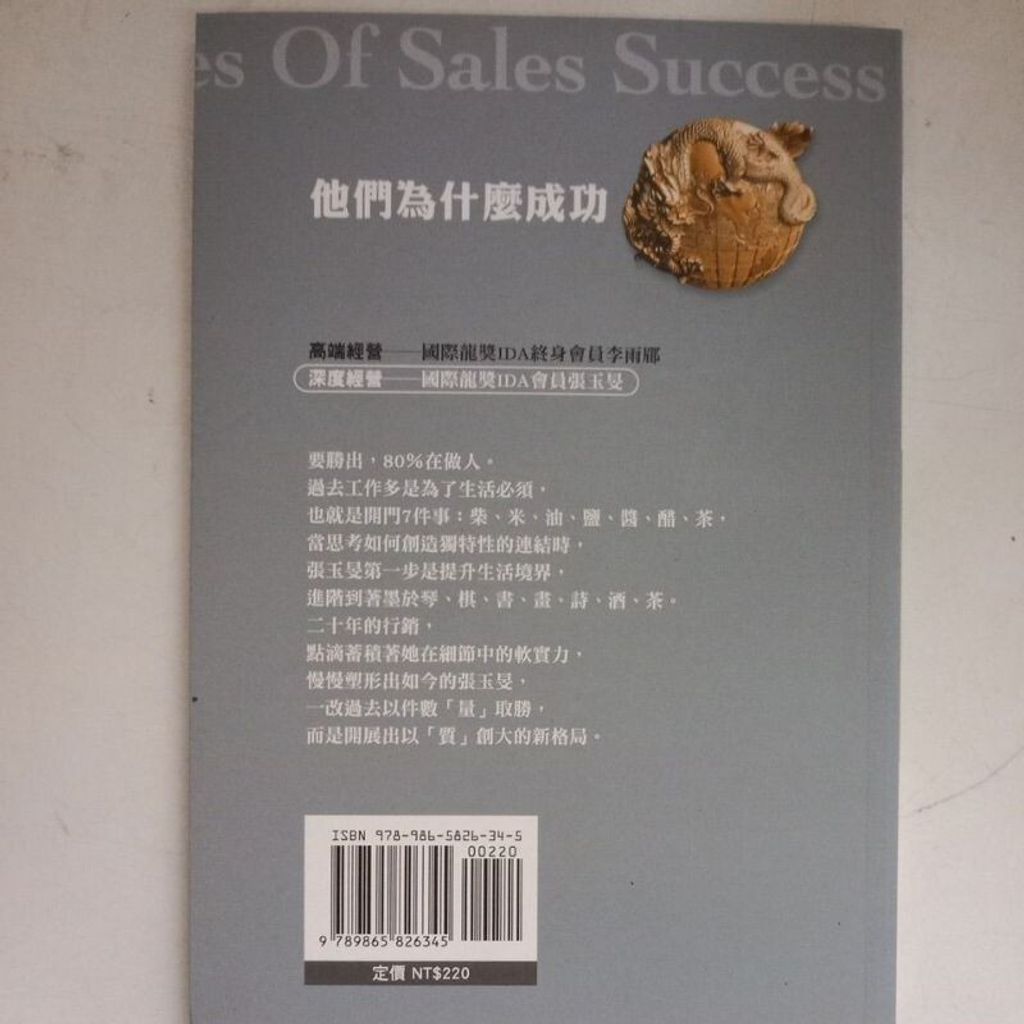 es Of Sales Success
他們為什麼成功
高端經營——國際龍獎IDA終身會員李雨郿
深度經營——國際龍獎IDA會員張玉旻
要勝出，80%在做人。
過去工作多是為了生活必須，
也就是開門7件事：柴、米、油、鹽、醬、醋、茶，
當思考如何創造獨特性的連結時，
張玉旻第一步是提升生活境界，
進階到著墨於琴、棋、書、畫、詩、酒、茶。
二十年的行銷，
點滴蓄積著她在細節中的軟實力，
慢慢塑形出如今的張玉旻，
一改過去以件數「量」取勝，
而是開展出以「質」創大的新格局。
ISBN 978-986-5826-34-5
00220
9 789865 826345
定價 NT$220